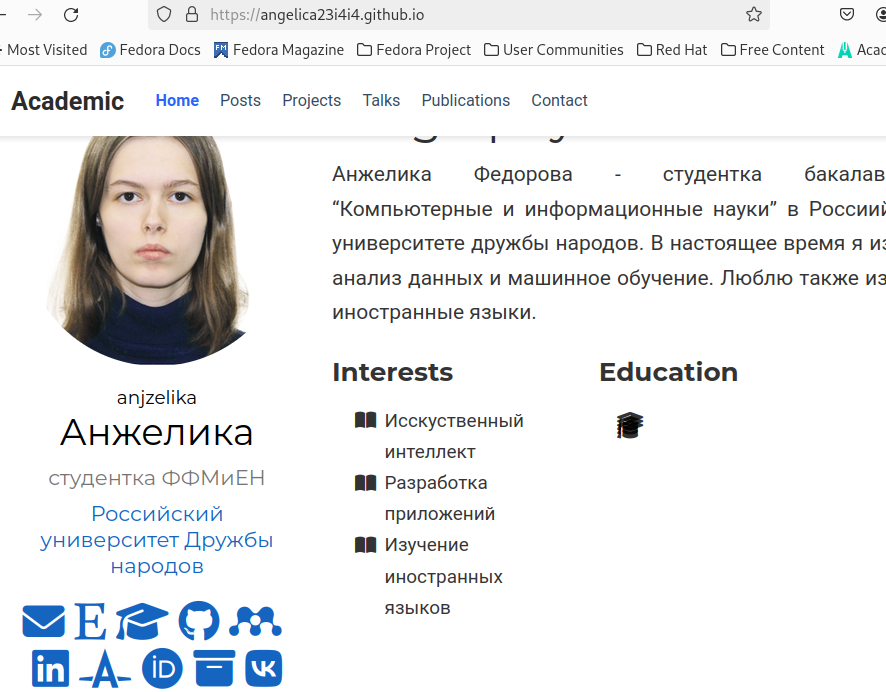 https://angelica23i4i4.github.io
Most Visited Fedora Docs Fedora Magazine Fedora Project User Communities Red Hat Free Content
Academic Home Posts Projects Talks Publications Contact
anjzelika
Анжелика
студентка ФФМиЕН
Российский
университет Дружбы
народов
Анжелика Федорова - студентка бакалав
“Компьютерные и информационные науки” в Россиий
университете дружбы народов. В настоящее время я из
анализ данных и машинное обучение. Люблю также из
иностранные языки.
Interests
Исскуственный
интеллект
Разработка
приложений
Изучение
иностранных
языков
Education